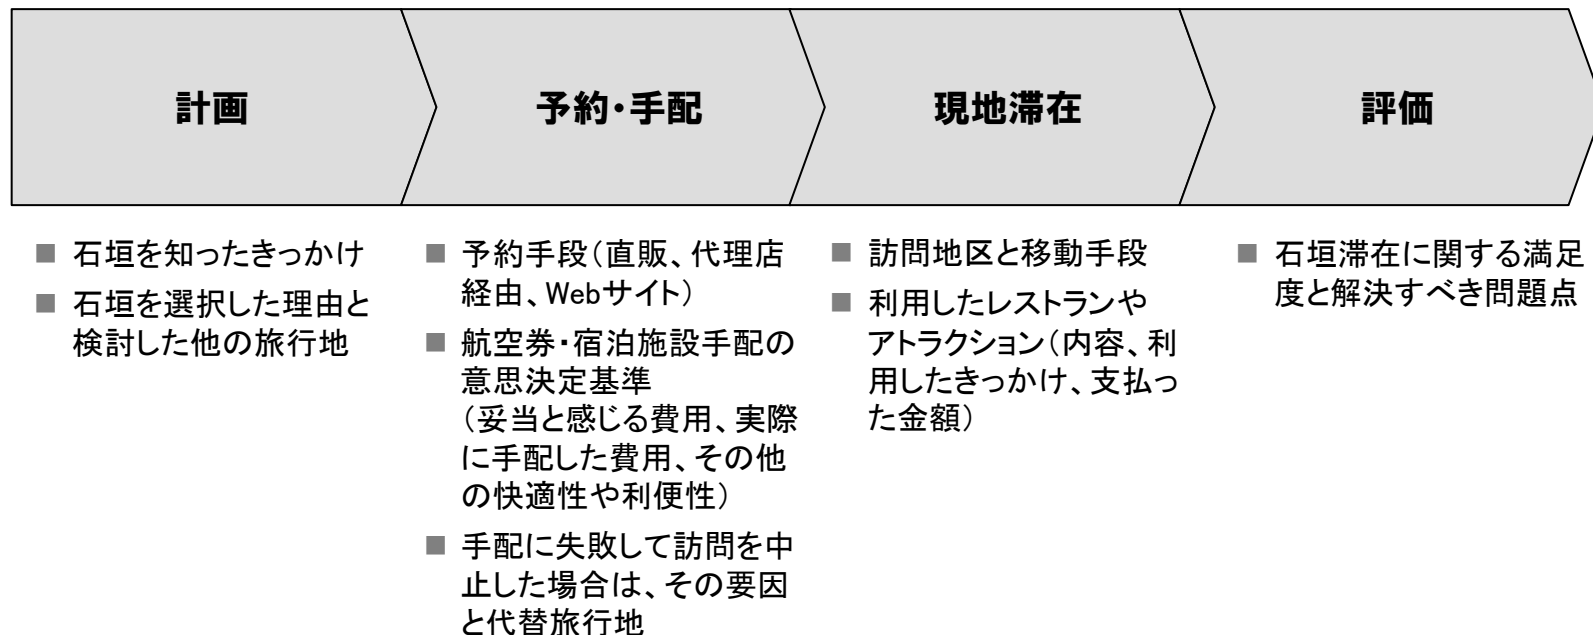 計画
予約・手配
現地滞在
評価
■ 石垣を知ったきっかけ
■ 石垣を選択した理由と
検討した他の旅行地
■ 予約手段（直販、代理店
経由、Webサイト）
■ 航空券・宿泊施設手配の
意思決定基準
（妥当と感じる費用、実際
に手配した費用、その他
の快適性や利便性）
■ 手配に失敗して訪問を中
止した場合は、その要因
と代替旅行地
■ 訪問地区と移動手段
■ 利用したレストランや
アトラクション（内容、利
用したきっかけ、支払っ
た金額）
■ 石垣滞在に関する満足
度と解決すべき問題点